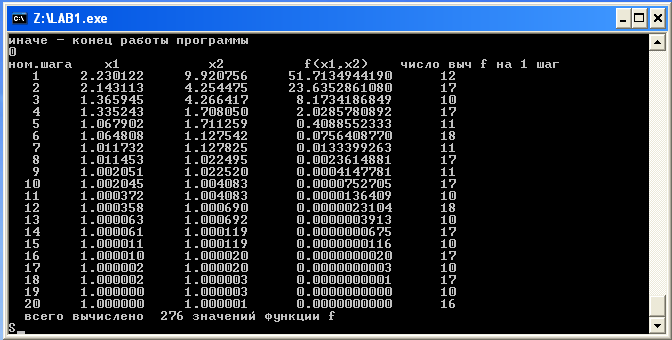 Z:\LAB1.exe
иначе - конец работы программы
0
ном.шага x1 x2 f(x1,x2) число выч f на 1 шаг
1 2.230122 9.920756 51.7134944190 12
2 2.143113 4.254475 23.6352861080 17
3 1.365945 4.266417 8.1734186849 10
4 1.335243 1.708050 2.0285780892 17
5 1.067902 1.711259 0.4088552333 11
6 1.064808 1.127542 0.0756408770 18
7 1.011732 1.127825 0.0133399263 11
8 1.011453 1.022495 0.0023614881 17
9 1.002051 1.022520 0.0004147781 11
10 1.002045 1.004083 0.0000752705 17
11 1.000372 1.004083 0.0000136409 10
12 1.000358 1.000690 0.0000023104 18
13 1.000063 1.000692 0.0000003913 10
14 1.000061 1.000119 0.0000000675 17
15 1.000011 1.000119 0.0000000116 10
16 1.000010 1.000020 0.0000000020 17
17 1.000002 1.000020 0.0000000003 10
18 1.000002 1.000003 0.0000000001 17
19 1.000000 1.000003 0.0000000000 10
20 1.000000 1.000001 0.0000000000 16
всего вычислено 276 значений функции f
S_